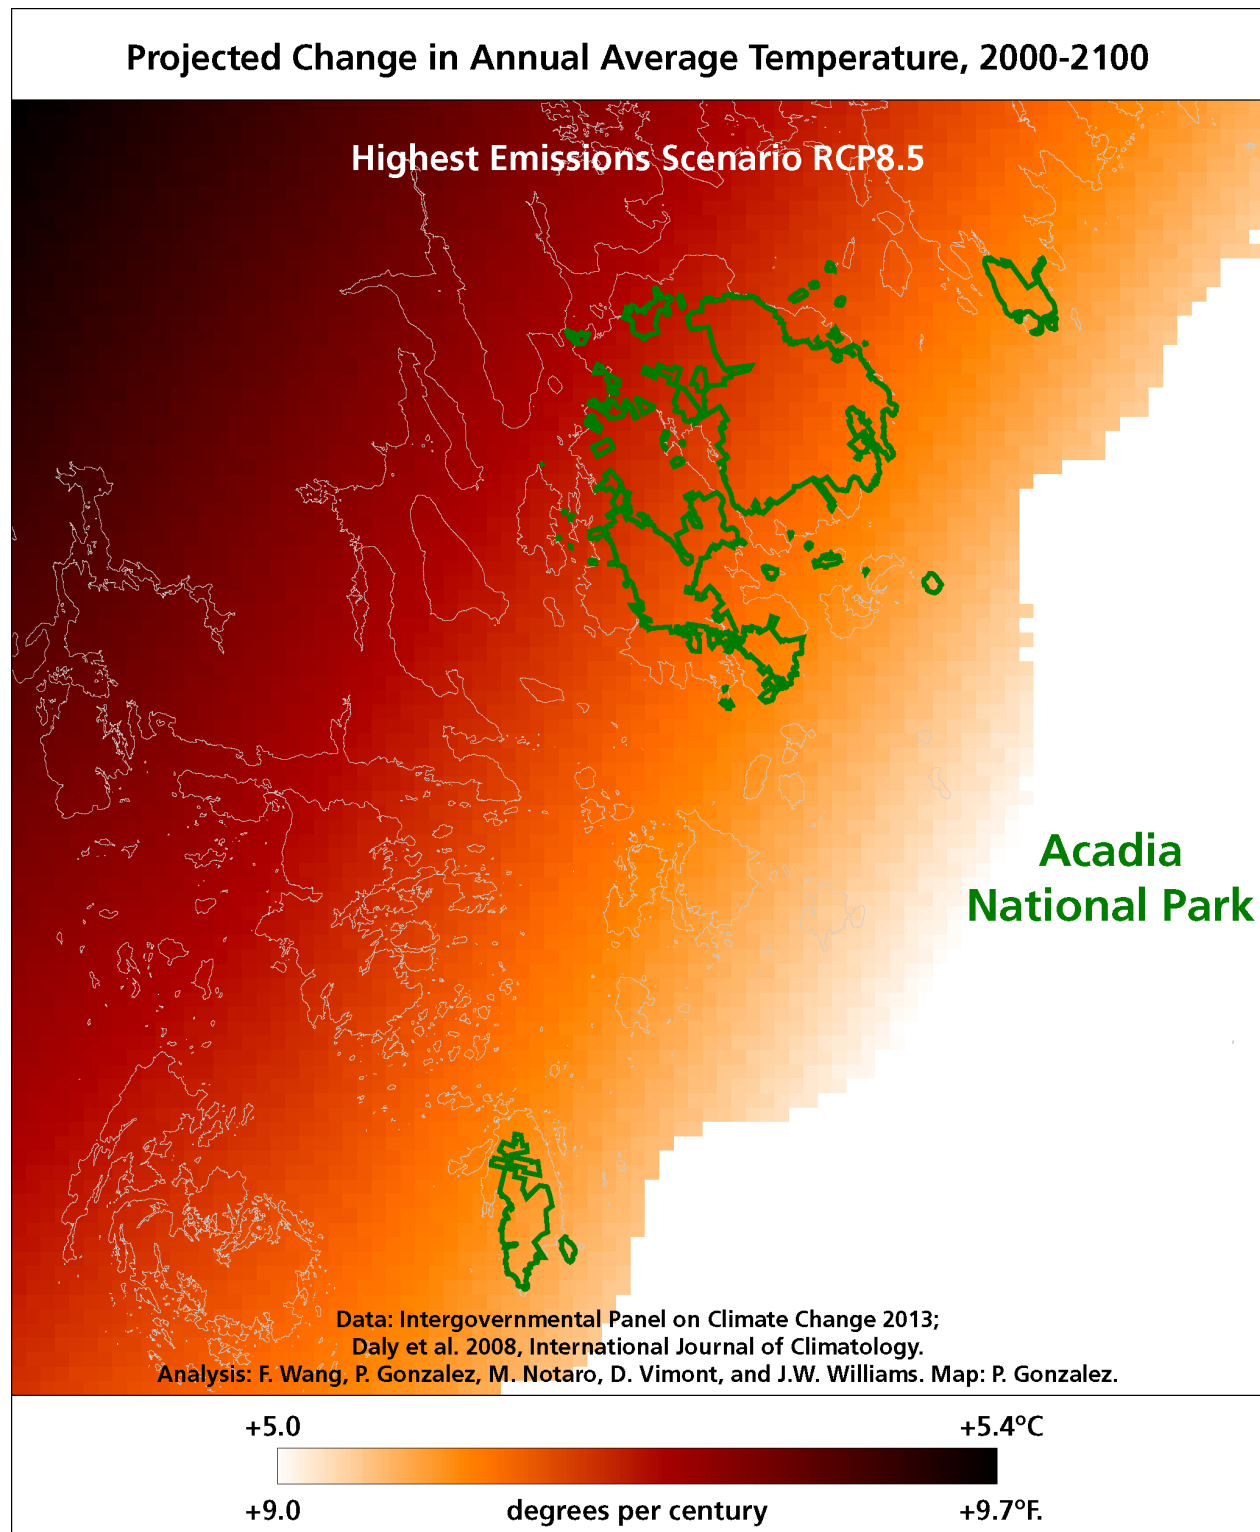 Projected Change in Annual Average Temperature, 2000-2100
Highest Emissions Scenario RCP8.5
Acadia
National Park
Data: Intergovernmental Panel on Climate Change 2013;
Daly et al. 2008, International Journal of Climatology.
Analysis: F. Wang, P. Gonzalez, M. Notaro, D. Vimont, and J.W. Williams. Map: P. Gonzalez.
+5.0 +5.4ºC
+9.0 degrees per century +9.7ºF.